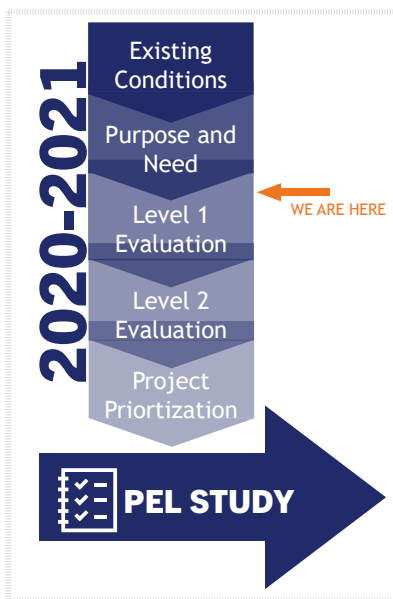 2020-2021
Existing
Conditions
Purpose and
Need
WE ARE HERE
Level 1
Evaluation
Level 2
Evaluation
Project
Priortization
PEL STUDY